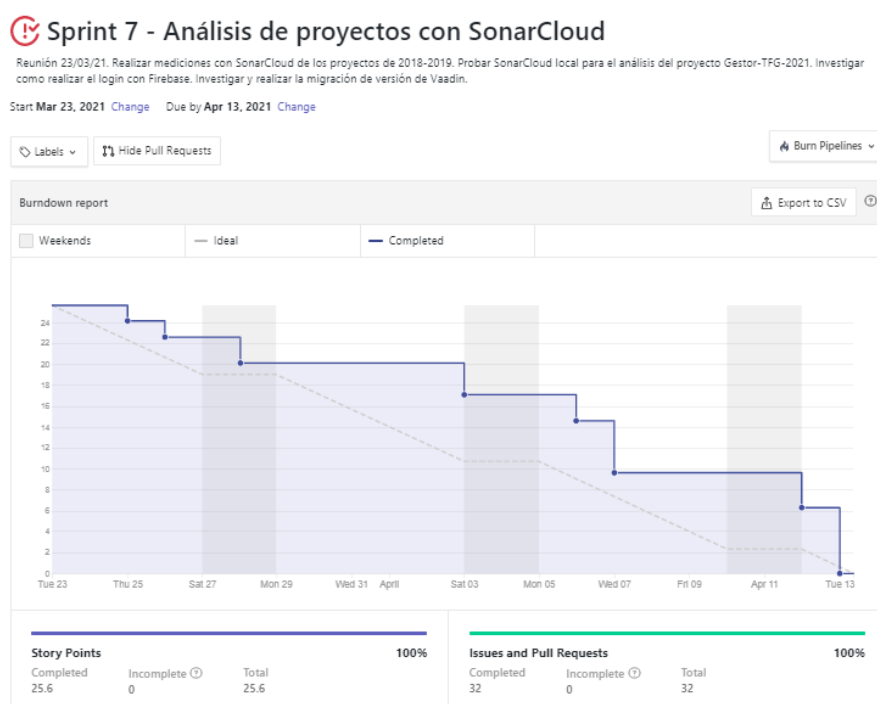 Sprint 7 - Análisis de proyectos con SonarCloud
Reunión 23/03/21. Realizar mediciones con SonarCloud de los proyectos de 2018-2019. Probar SonarCloud local para el análisis del proyecto Gestor-TFG-2021. Investigar
como realizar el login con Firebase. Investigar y realizar la migración de versión de Vaadin.
Start Mar 23, 2021 Change Due by Apr 13, 2021 Change
Labels Hide Pull Requests Burn Pipelines
Burndown report Export to CSV
Weekends Ideal Completed
24
22
20
18
16
14
12
10
8
6
4
2
0
Tue 23 Thu 25 Sat 27 Mon 29 Wed 31 April Sat 03 Mon 05 Wed 07 Fri 09 Apr 11 Tue 13
Story Points 100% Issues and Pull Requests 100%
Completed Incomplete Total Completed Incomplete Total
25.6 0 25.6 32 0 32